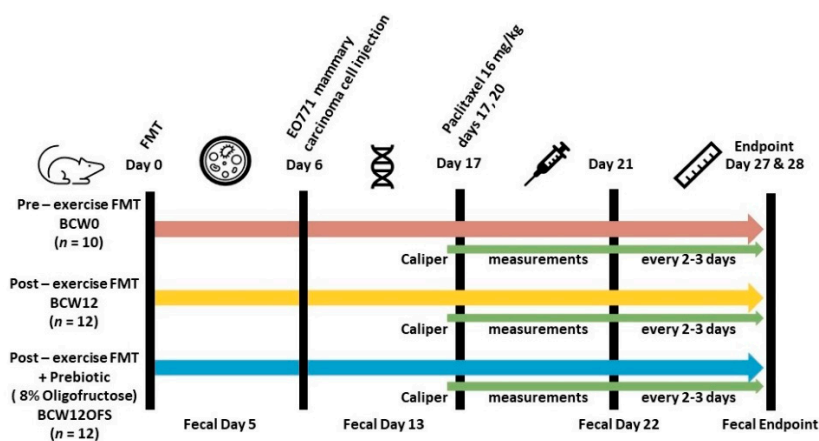 FMT
EO771 mammary
carcinoma cell injection
Paclitaxel 16 mg/kg
days 17, 20
Day 0
Day 6
Day 17
Day 21
Endpoint
Day 27 & 28
Pre – exercise FMT
BCW0
(n = 10)
Caliper measurements every 2-3 days
Post – exercise FMT
BCW12
(n = 12)
Caliper measurements every 2-3 days
Post – exercise FMT
+ Prebiotic
( 8% Oligofructose)
BCW12OFS
(n = 12)
Caliper measurements every 2-3 days
Fecal Day 5
Fecal Day 13
Fecal Day 22
Fecal Endpoint